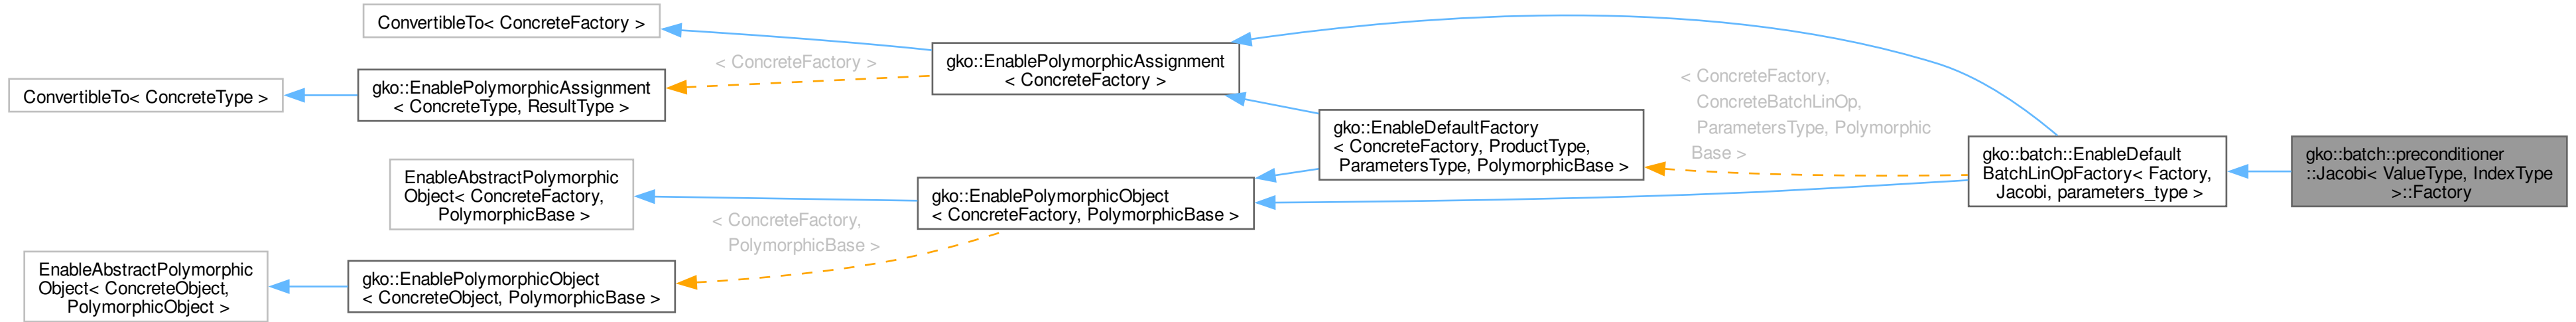 ConvertibleTo< ConcreteFactory >
ConvertibleTo< ConcreteType >
gko::EnablePolymorphicAssignment
< ConcreteType, ResultType >
< ConcreteFactory >
gko::EnablePolymorphicAssignment
< ConcreteFactory >
EnableAbstractPolymorphic
Object< ConcreteFactory,
PolymorphicBase >
EnableAbstractPolymorphic
Object< ConcreteObject,
PolymorphicObject >
gko::EnablePolymorphicObject
< ConcreteObject, PolymorphicBase >
< ConcreteFactory,
PolymorphicBase >
gko::EnablePolymorphicObject
< ConcreteFactory, PolymorphicBase >
gko::EnableDefaultFactory
< ConcreteFactory, ProductType,
ParametersType, PolymorphicBase >
< ConcreteFactory,
ConcreteBatchLinOp,
ParametersType, Polymorphic
Base >
gko::batch::EnableDefault
BatchLinOpFactory< Factory,
Jacobi, parameters_type >
gko::batch::preconditioner
::Jacobi< ValueType, IndexType
>::Factory